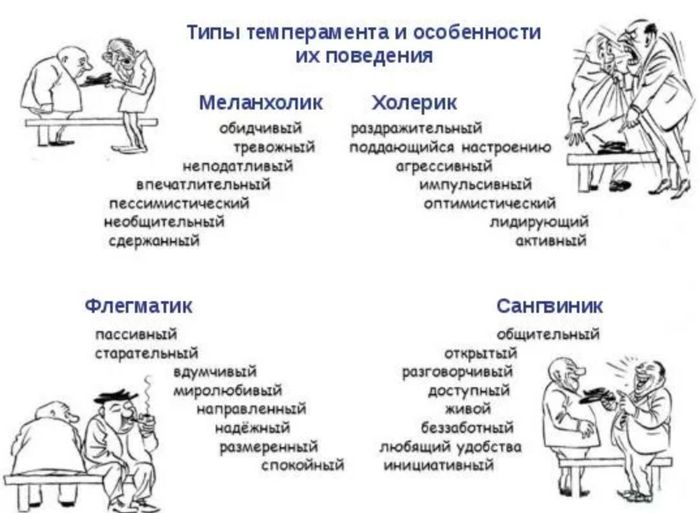 Типы темперамента и особенности
их поведения
Меланхолик
обидчивый
тревожный
неподатливый
впечатлительный
пессимистический
необщительный
сдержанный
Холерик
раздражительный
поддающийся настроению
агрессивный
импульсивный
оптимистический
лидирующий
активный
Флегматик
пассивный
старательный
вдумчивый
миролюбивый
направленный
надёжный
размеренный
спокойный
Сангвиник
общительный
открытый
разговорчивый
доступный
живой
беззаботный
любящий удобства
инициативный